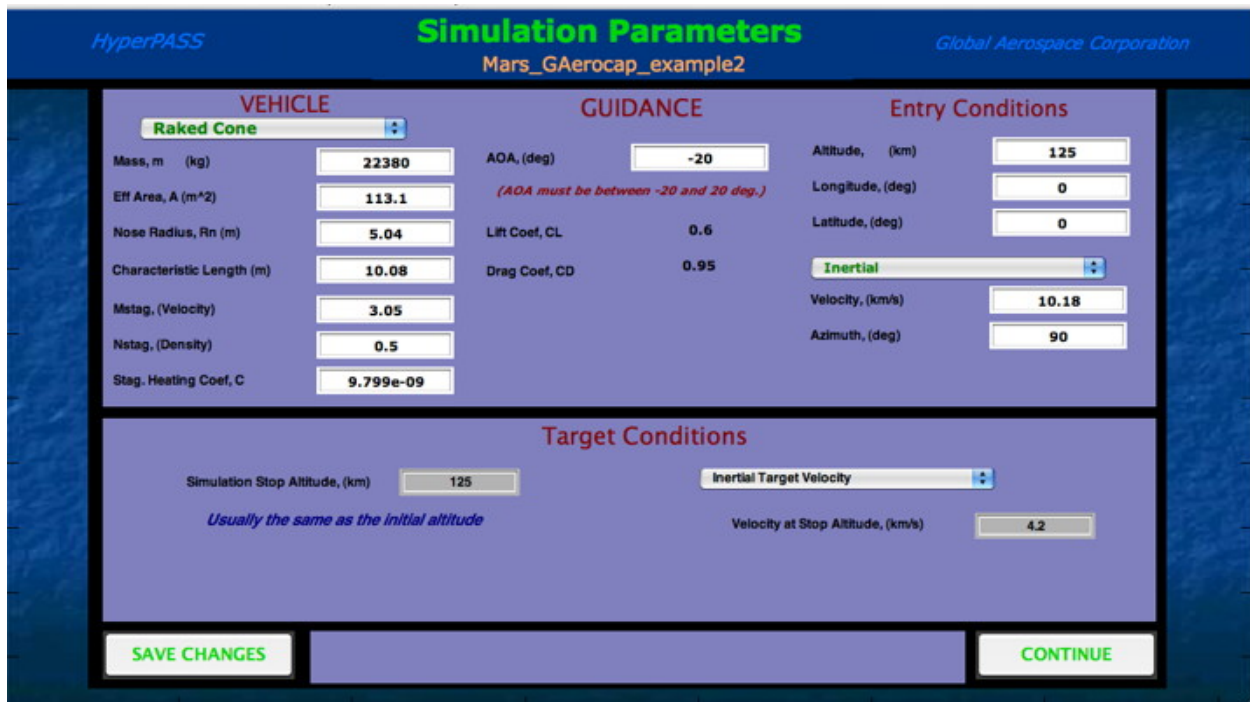 HyperPASS
Simulation Parameters
Mars_GAerocap_example2
Global Aerospace Corporation
VEHICLE
Raked Cone
Mass, m (kg) 22380
Eff Area, A (m^2) 113.1
Nose Radius, Rn (m) 5.04
Characteristic Length (m) 10.08
Mstag, (Velocity) 3.05
Nstag, (Density) 0.5
Stag. Heating Coef, C 9.799e-09
GUIDANCE
AOA, (deg) -20
(AOA must be between -20 and 20 deg.)
Lift Coef, CL 0.6
Drag Coef, CD 0.95
Entry Conditions
Altitude, (km) 125
Longitude, (deg) 0
Latitude, (deg) 0
Inertial
Velocity, (km/s) 10.18
Azimuth, (deg) 90
Target Conditions
Simulation Stop Altitude, (km) 125
Usually the same as the initial altitude
Inertial Target Velocity
Velocity at Stop Altitude, (km/s) 4.2
SAVE CHANGES
CONTINUE